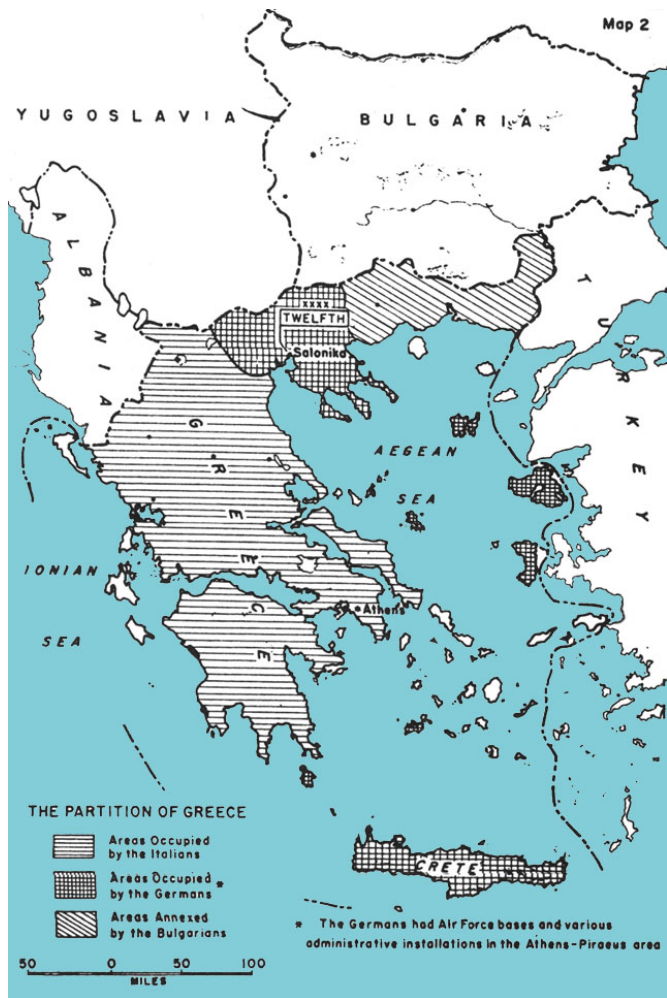 Map 2
YUGOSLAVIA
BULGARIA
ALBANIA
TURKEY
XXXX
TWELFTH
Salonika
GREECE
AEGEAN
SEA
IONIAN
SEA
Athens
CRETE
THE PARTITION OF GREECE
Areas Occupied
by the Italians
Areas Occupied
by the Germans *
Areas Annexed
by the Bulgarians
* The Germans had Air Force bases and various
administrative installations in the Athens-Piraeus area
50 0 50 100
MILES